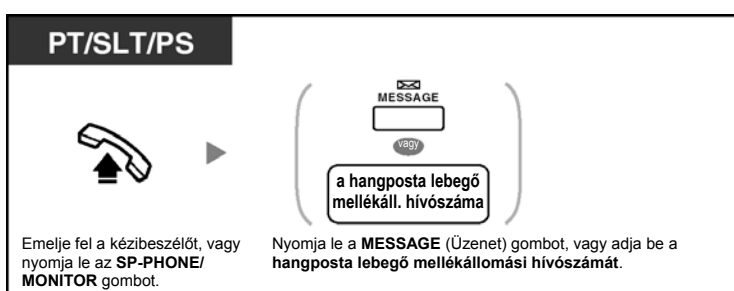 PT/SLT/PS
MESSAGE
vagy
a hangposta lebegő
mellékáll. hívószáma
Emelje fel a kézibeszélőt, vagy
nyomja le az SP-PHONE/
MONITOR gombot.
Nyomja le a MESSAGE (Üzenet) gombot, vagy adja be a
hangposta lebegő mellékállomási hívószámát.